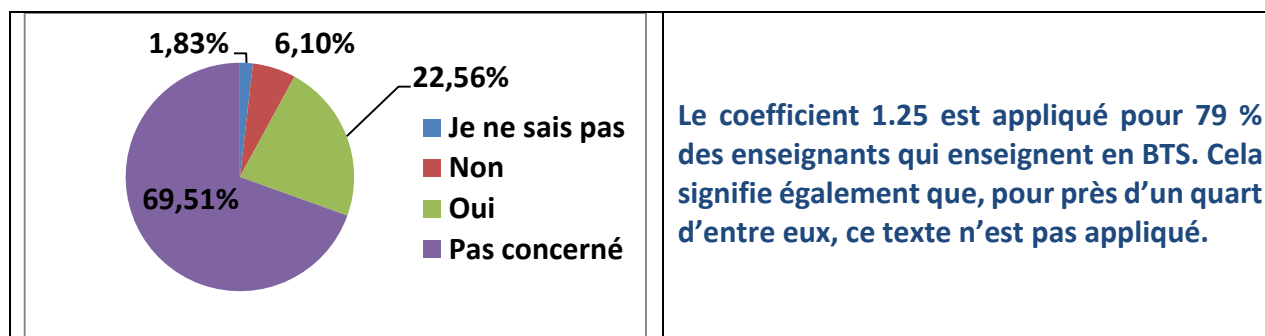 1,83%
6,10%
22,56%
Je ne sais pas
Non
Oui
Pas concerné
69,51%
Le coefficient 1.25 est appliqué pour 79 %
des enseignants qui enseignent en BTS. Cela
signifie également que, pour près d’un quart
d’entre eux, ce texte n’est pas appliqué.